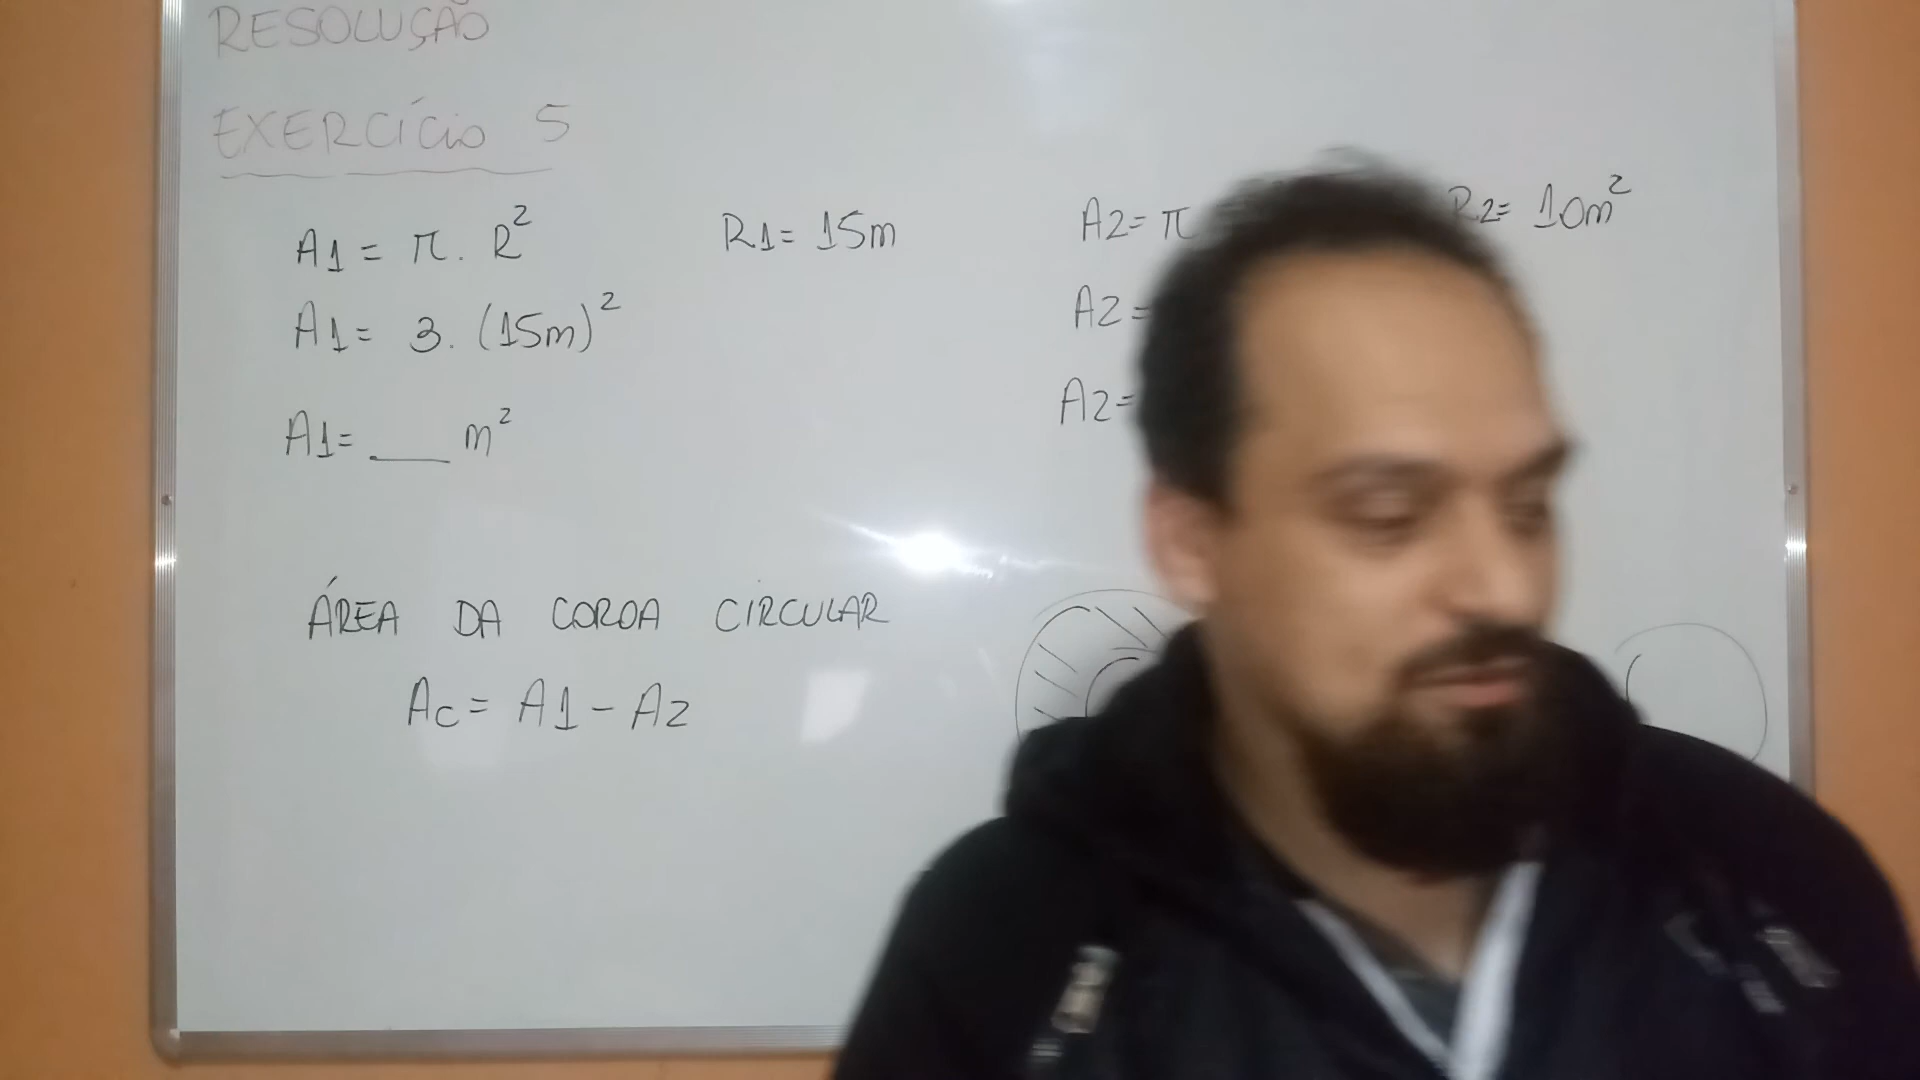 RESOLUÇÃO
EXERCÍCIO 5
A1 = π . R²
R1 = 15m
A1 = 3 . (15m)²
A1 = ___ m²
A2 = π
R2 = 10m²
A2 =
A2 =
ÁREA DA COROA CIRCULAR
Ac = A1 - A2